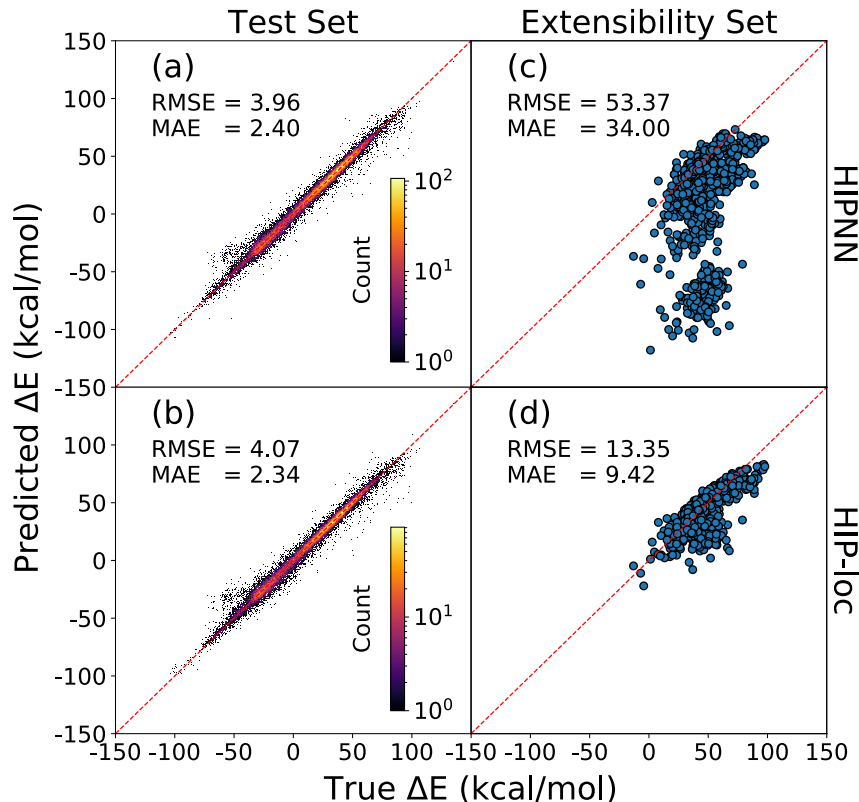 Test Set
Extensibility Set
Predicted ΔE (kcal/mol)
150
100
50
0
-50
-100
-150
(a)
RMSE = 3.96
MAE = 2.40
Count
10²
10¹
10⁰
(c)
RMSE = 53.37
MAE = 34.00
HIPNN
100
50
0
-50
-100
-150
(b)
RMSE = 4.07
MAE = 2.34
Count
10¹
10⁰
(d)
RMSE = 13.35
MAE = 9.42
HIP-loc
-150 -100 -50 0 50 100 -150 -100 -50 0 50 100 150
True ΔE (kcal/mol)